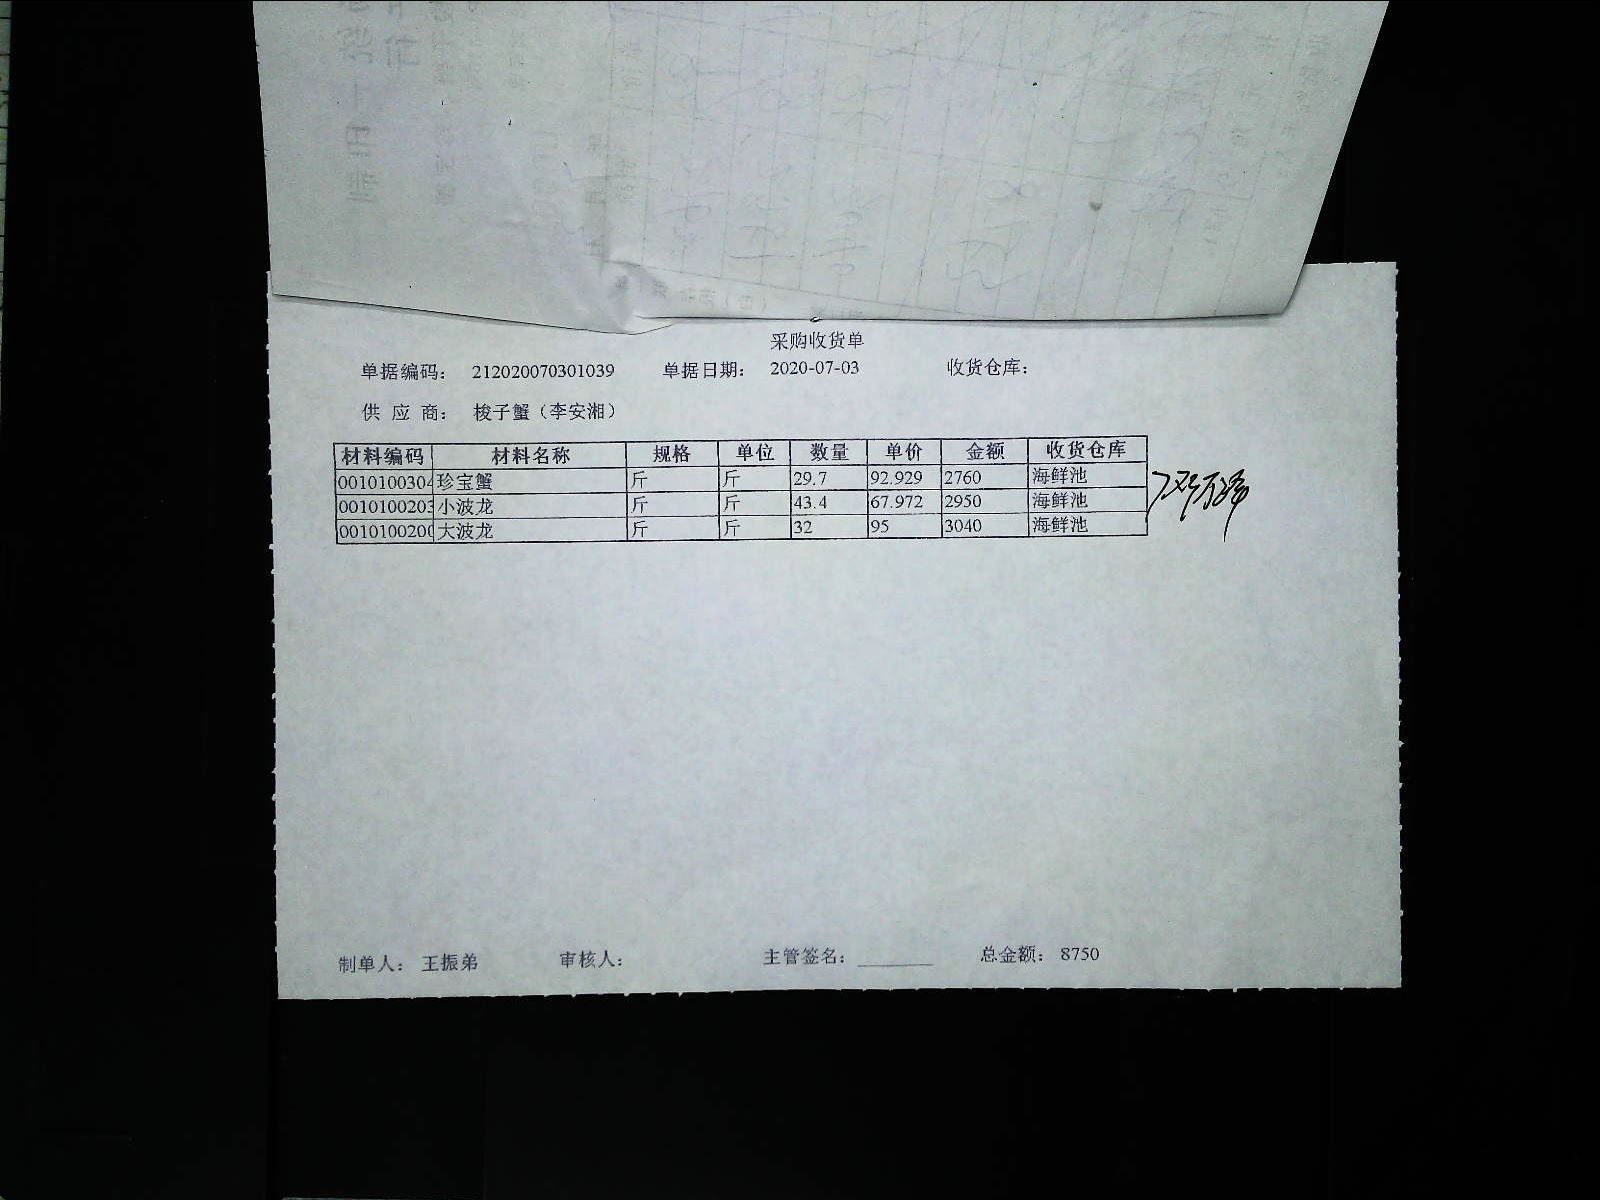 采购收货单
单据编码： 212020070301039 单据日期： 2020-07-03 收货仓库：
供 应 商： 梭子蟹（李安湘）
材料编码 材料名称 规格 单位 数量 单价 金额 收货仓库
0010100304 珍宝蟹 斤 斤 29.7 92.929 2760 海鲜池
0010100203 小波龙 斤 斤 43.4 67.972 2950 海鲜池
0010100200 大波龙 斤 斤 32 95 3040 海鲜池
制单人： 王振弟 审核人： 主管签名： 总金额： 8750